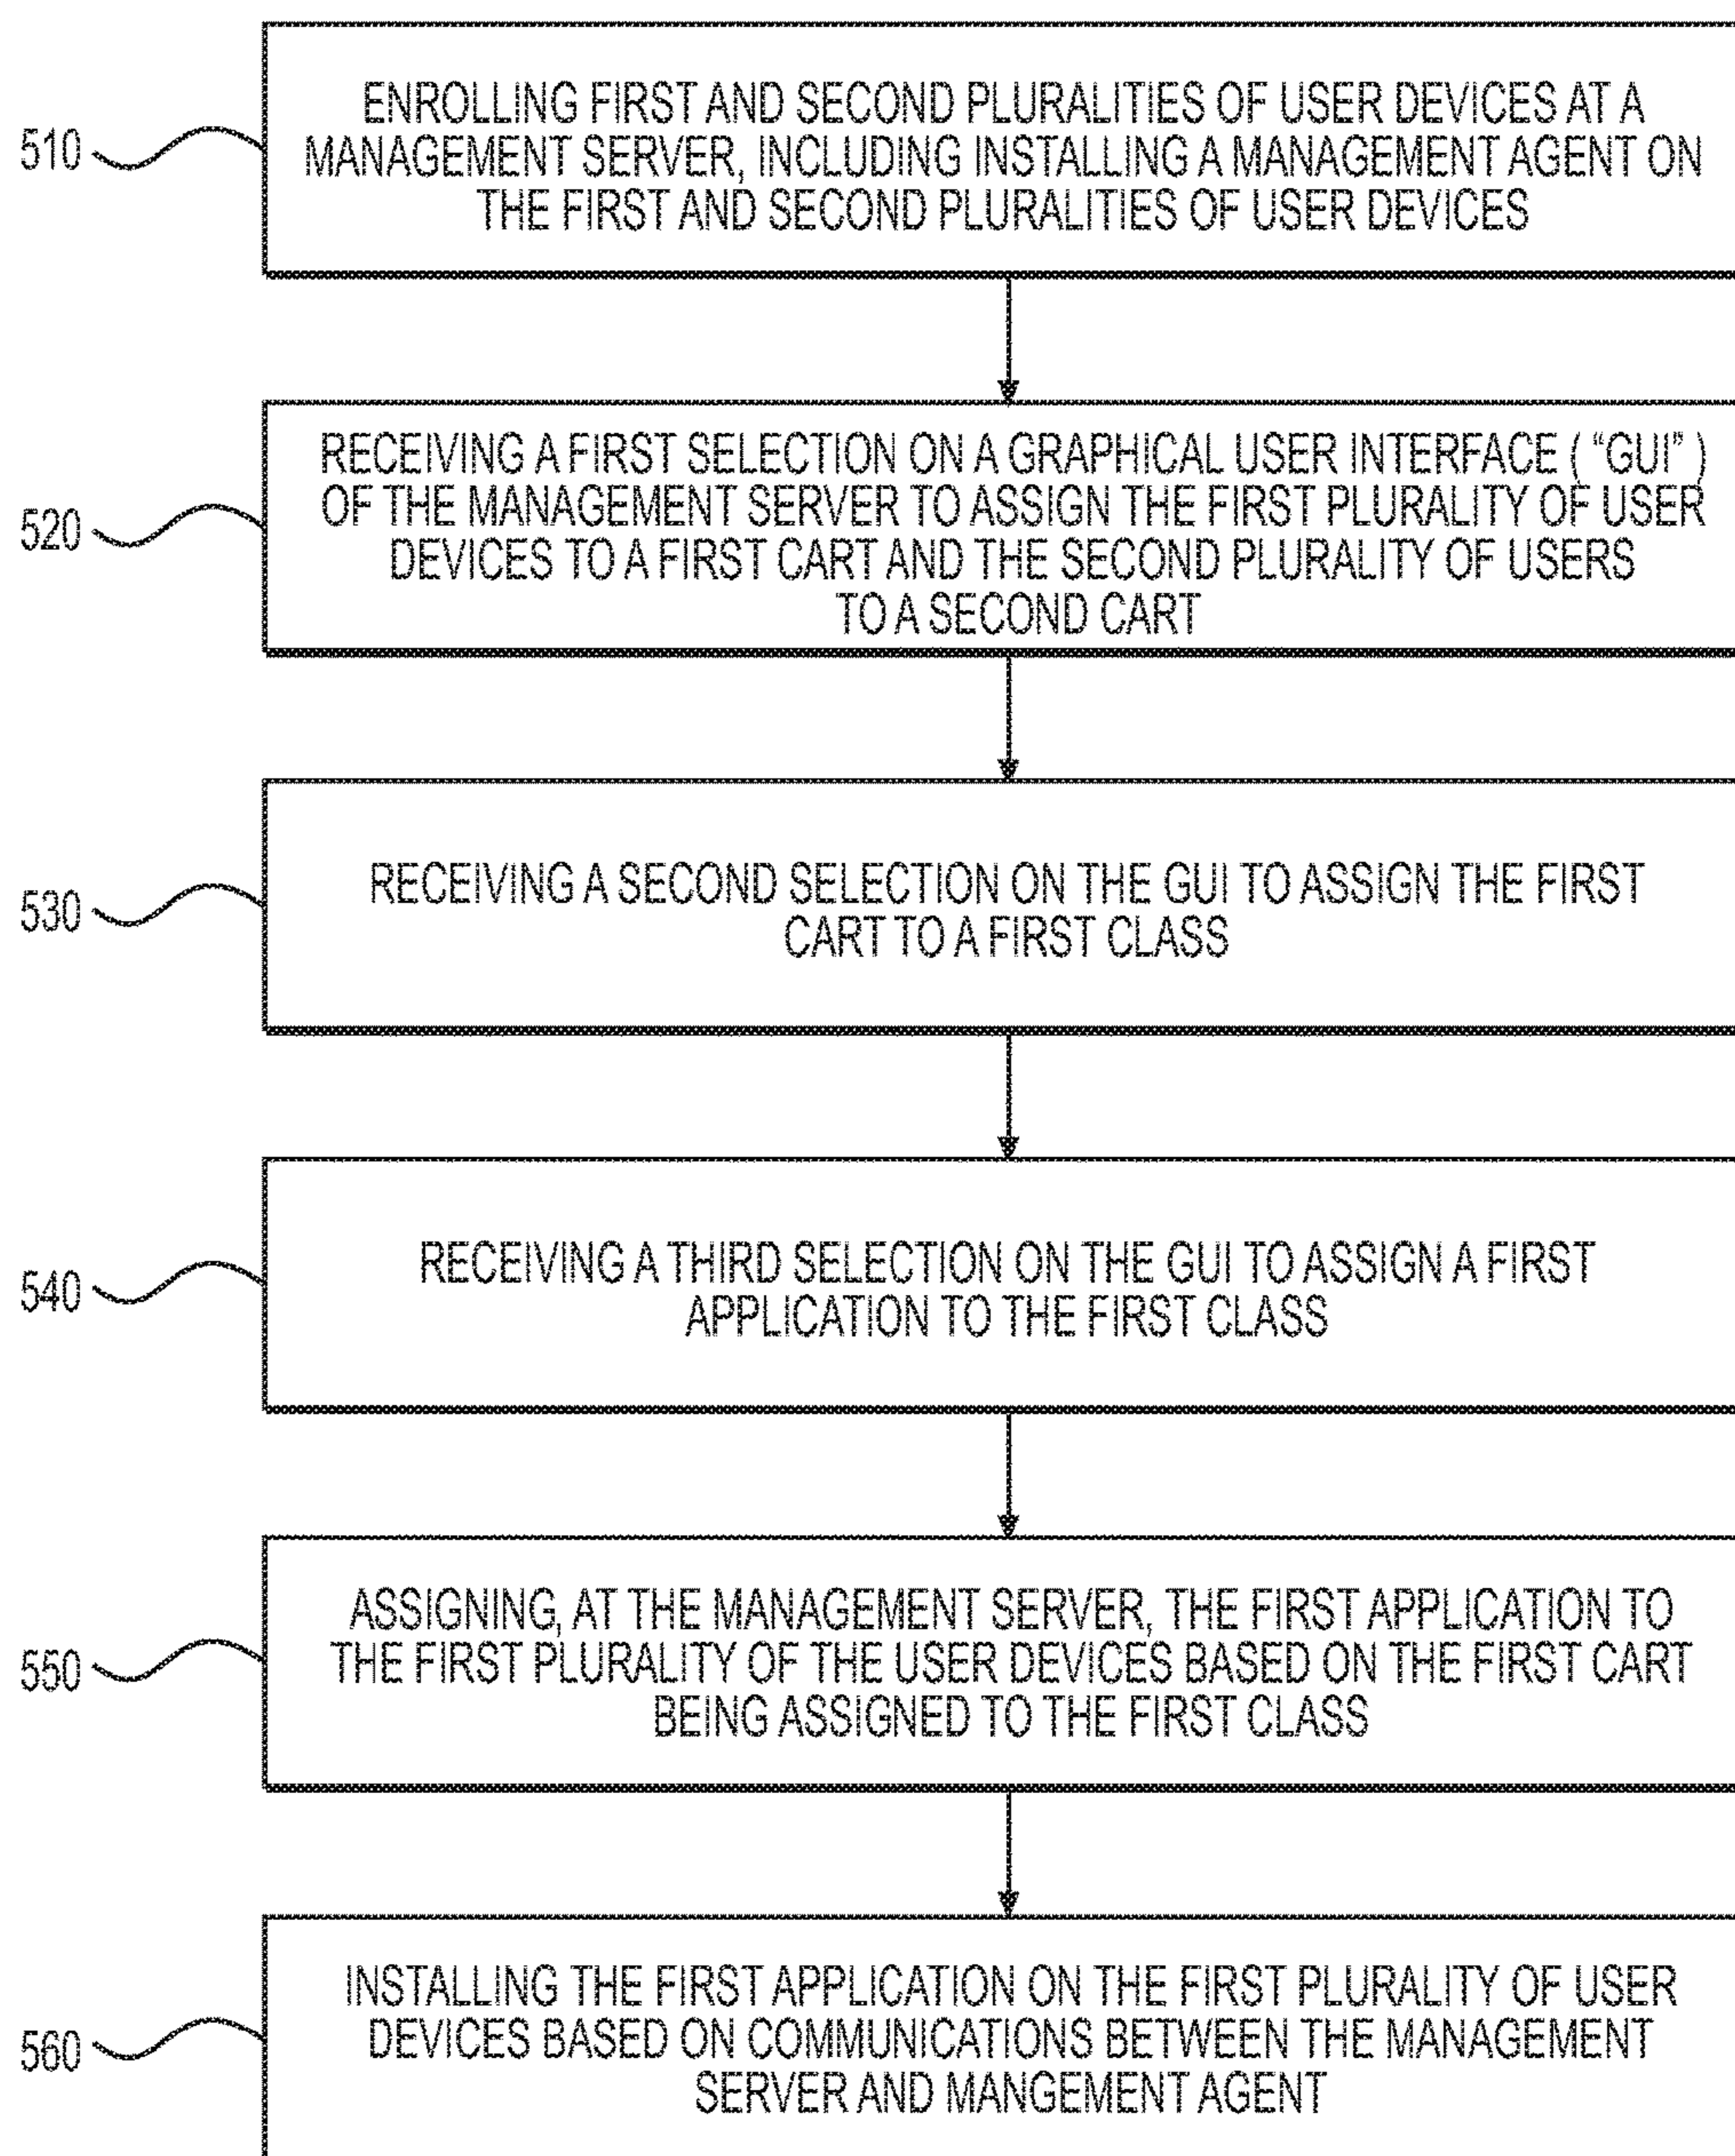 510
ENROLLING FIRST AND SECOND PLURALITIES OF USER DEVICES AT A
MANAGEMENT SERVER, INCLUDING INSTALLING A MANAGEMENT AGENT ON
THE FIRST AND SECOND PLURALITIES OF USER DEVICES
520
RECEIVING A FIRST SELECTION ON A GRAPHICAL USER INTERFACE ( “GUI” )
OF THE MANAGEMENT SERVER TO ASSIGN THE FIRST PLURALITY OF USER
DEVICES TO A FIRST CART AND THE SECOND PLURALITY OF USERS
TO A SECOND CART
530
RECEIVING A SECOND SELECTION ON THE GUI TO ASSIGN THE FIRST
CART TO A FIRST CLASS
540
RECEIVING A THIRD SELECTION ON THE GUI TO ASSIGN A FIRST
APPLICATION TO THE FIRST CLASS
550
ASSIGNING, AT THE MANAGEMENT SERVER, THE FIRST APPLICATION TO
THE FIRST PLURALITY OF THE USER DEVICES BASED ON THE FIRST CART
BEING ASSIGNED TO THE FIRST CLASS
560
INSTALLING THE FIRST APPLICATION ON THE FIRST PLURALITY OF USER
DEVICES BASED ON COMMUNICATIONS BETWEEN THE MANAGEMENT
SERVER AND MANGEMENT AGENT